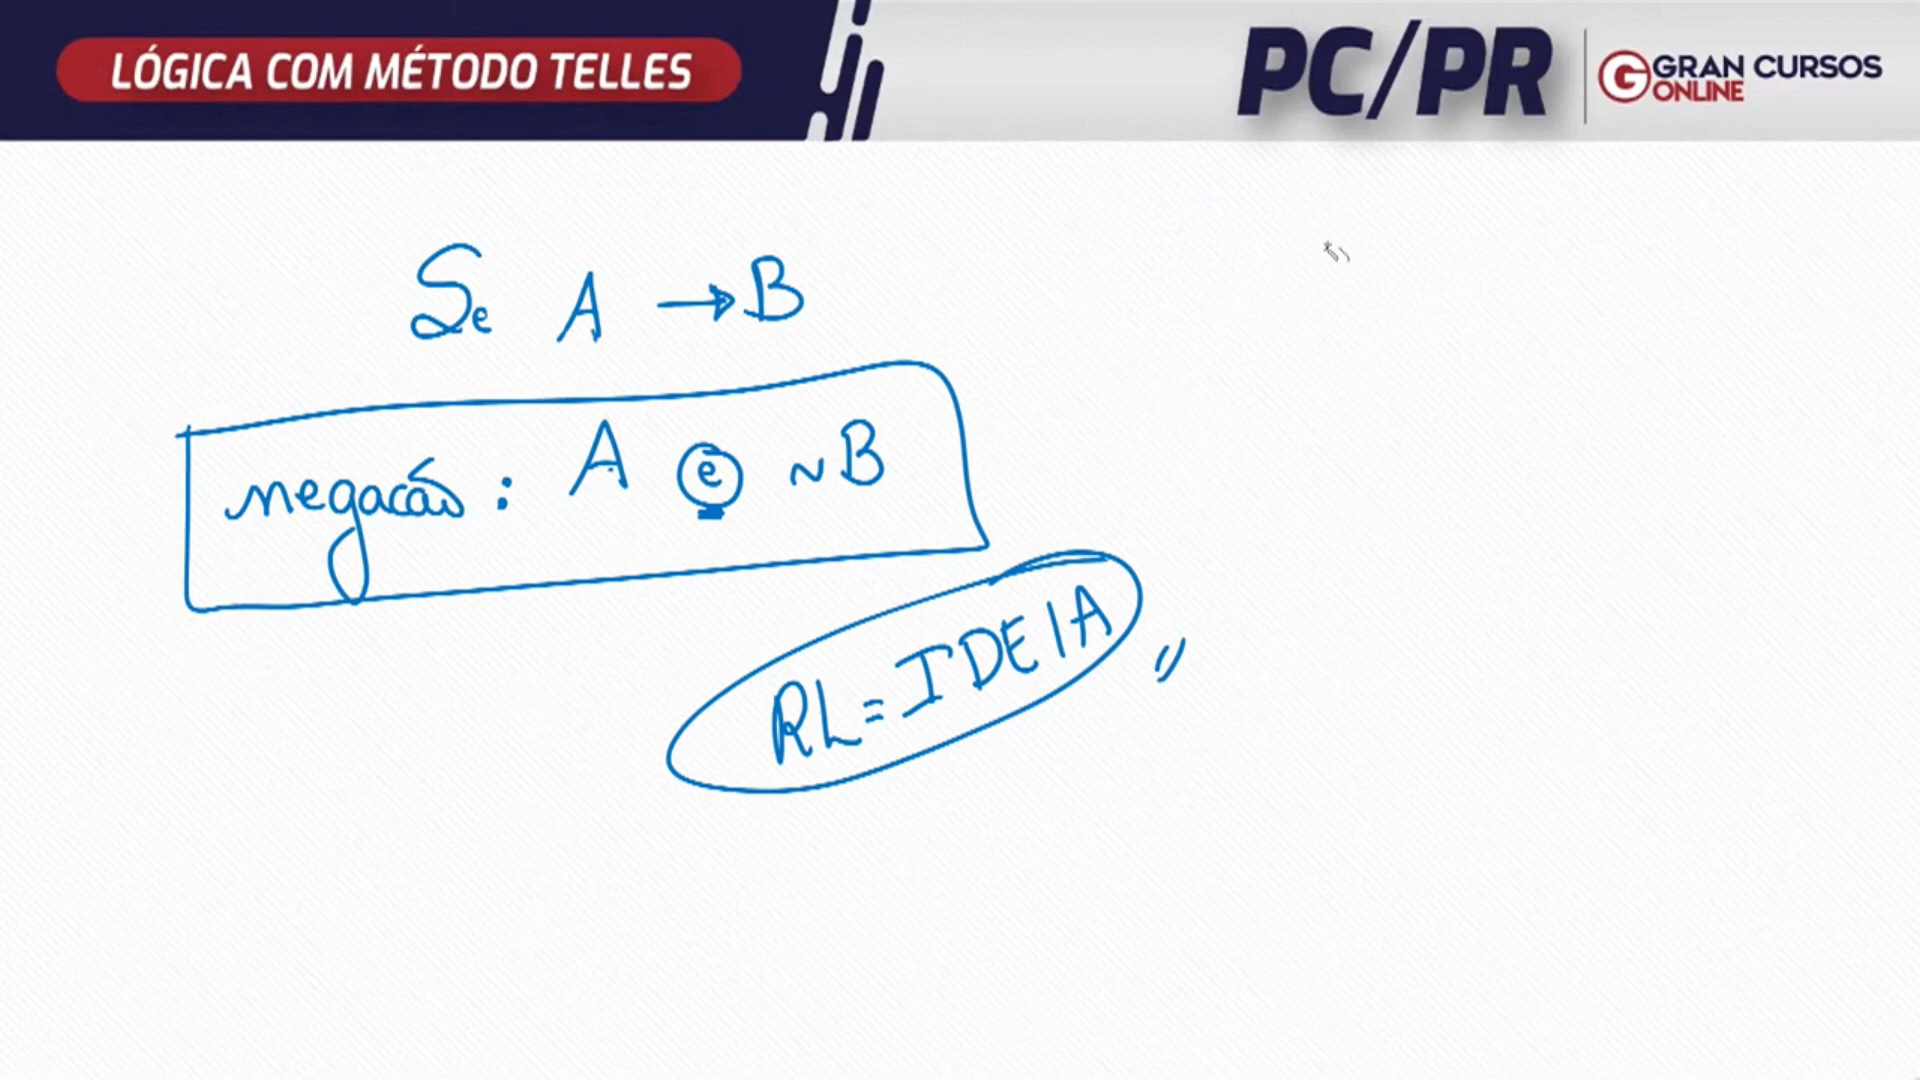 LÓGICA COM MÉTODO TELLES
PC/PR
GRAN CURSOS
ONLINE
Se A → B
negação : A e ~B
RL = IDEIA